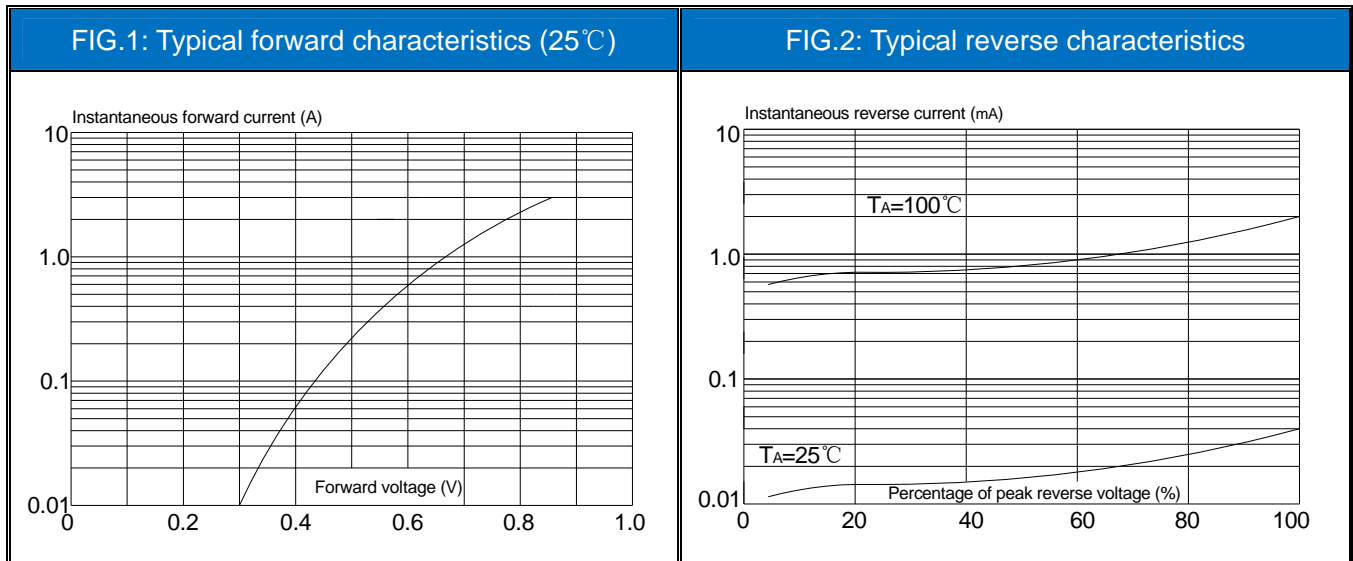 FIG.1: Typical forward characteristics (25℃)
Instantaneous forward current (A)
10
1.0
0.1
0.01
Forward voltage (V)
0 0.2 0.4 0.6 0.8 1.0
FIG.2: Typical reverse characteristics
Instantaneous reverse current (mA)
10
TA=100℃
1.0
0.1
TA=25℃
0.01
Percentage of peak reverse voltage (%)
0 20 40 60 80 100